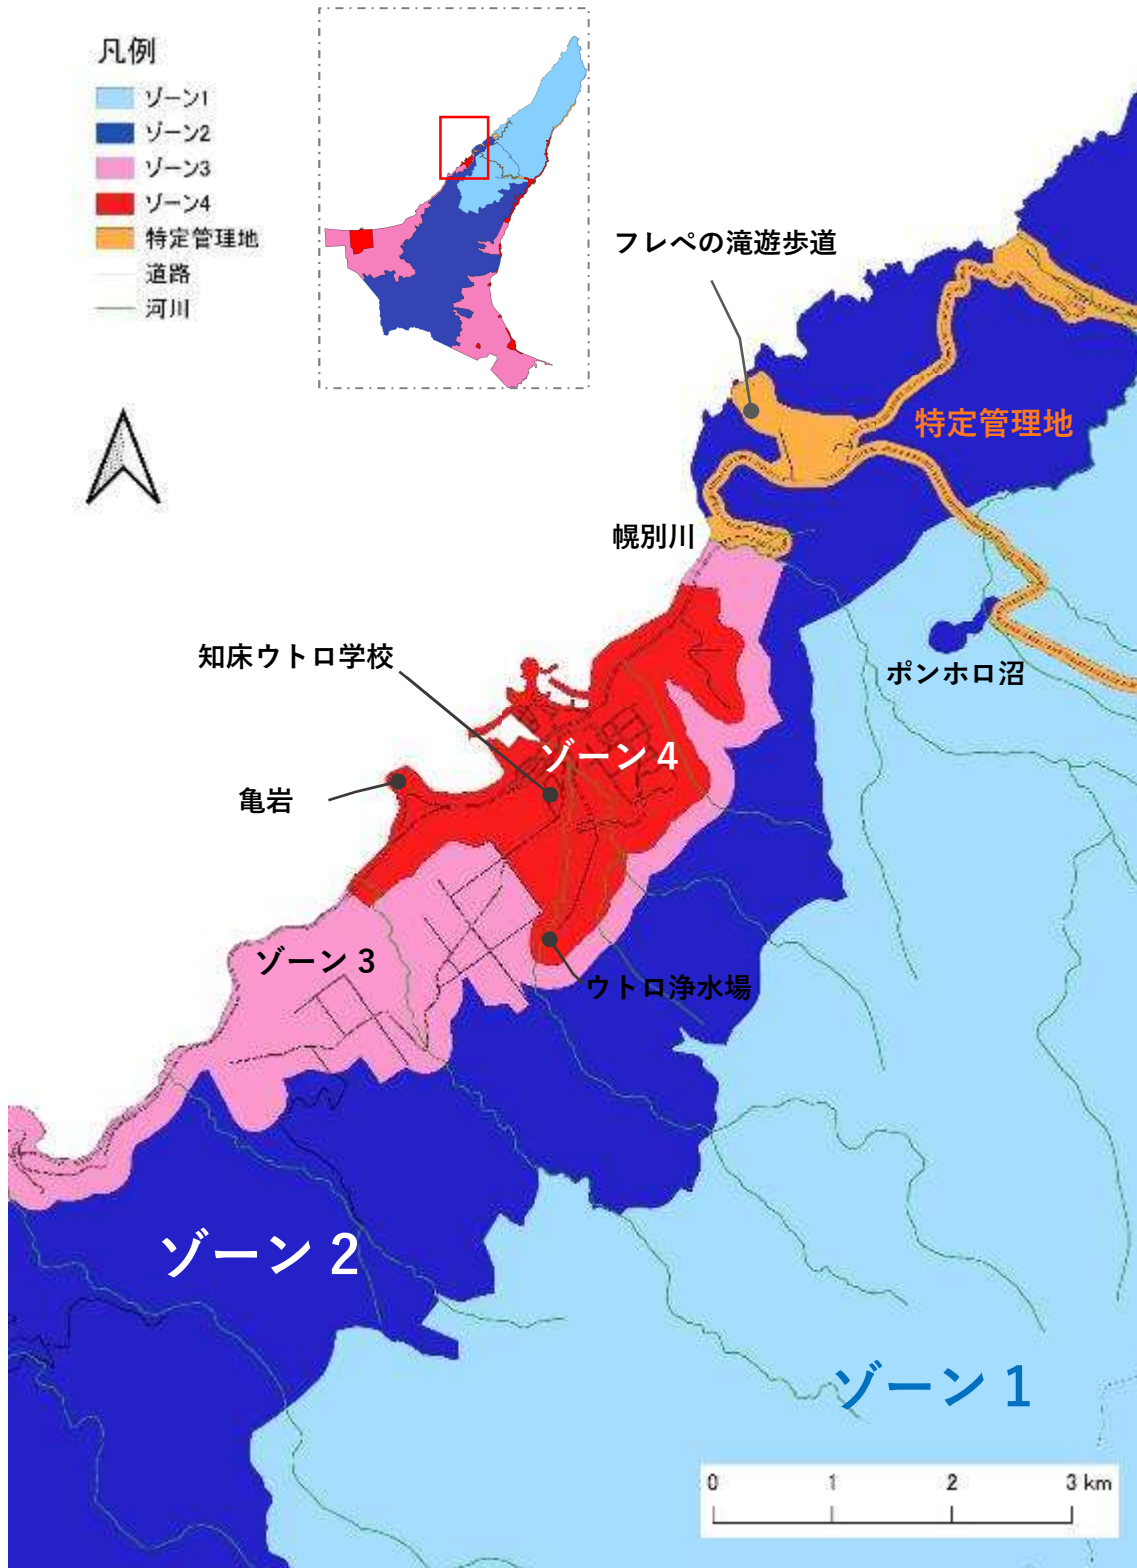 凡例
ゾーン1
ゾーン2
ゾーン3
ゾーン4
特定管理地
道路
河川
フレペの滝遊歩道
特定管理地
幌別川
知床ウトロ学校
ポンホロ沼
ゾーン4
亀岩
ゾーン3
ウトロ浄水場
ゾーン2
ゾーン1
0 1 2 3 km